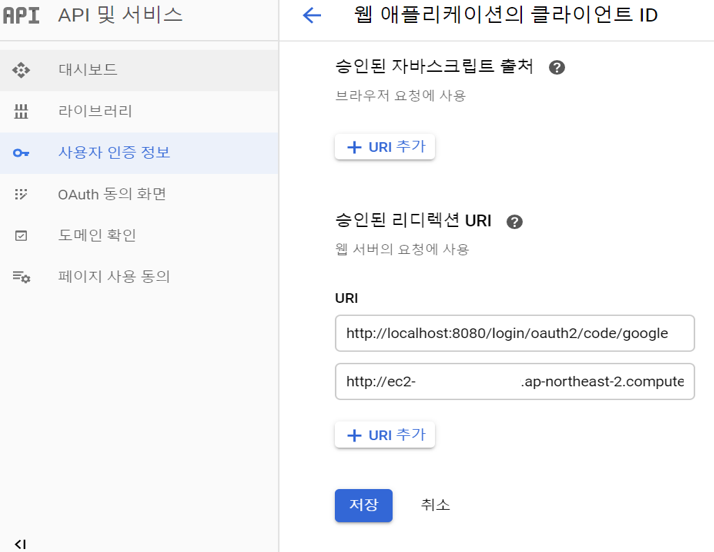 API API 및 서비스
대시보드
라이브러리
사용자 인증 정보
OAuth 동의 화면
도메인 확인
페이지 사용 동의
웹 애플리케이션의 클라이언트 ID
승인된 자바스크립트 출처
브라우저 요청에 사용
URI 추가
승인된 리디렉션 URI
웹 서버의 요청에 사용
URI
http://localhost:8080/login/oauth2/code/google
http://ec2- .ap-northeast-2.compute
URI 추가
저장 취소